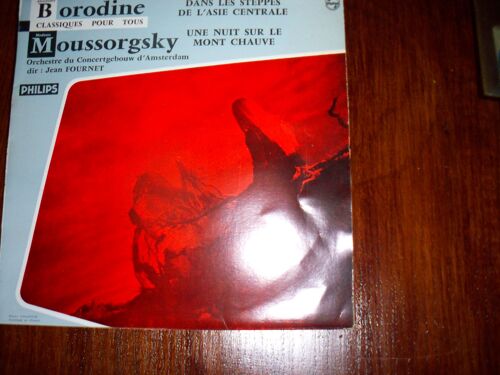 Borodine
CLASSIQUES POUR TOUS
DANS LES STEPPES
DE L'ASIE CENTRALE
Moussorgsky
UNE NUIT SUR LE
MONT CHAUVE
Orchestre du Concertgebouw d'Amsterdam
dir : Jean FOURNET
PHILIPS